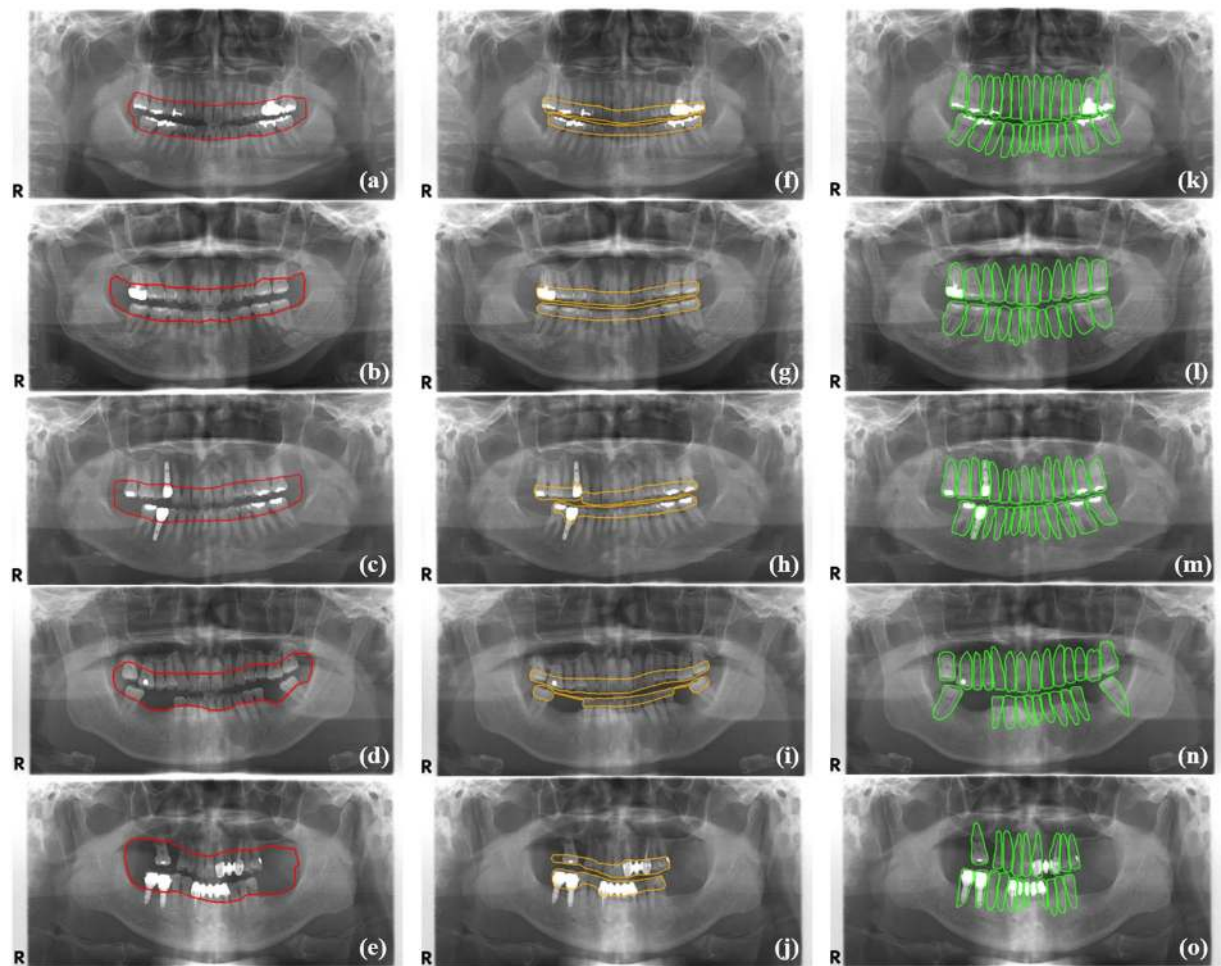 R (a) R (f) R (k)
R (b) R (g) R (l)
R (c) R (h) R (m)
R (d) R (i) R (n)
R (e) R (j) R (o)